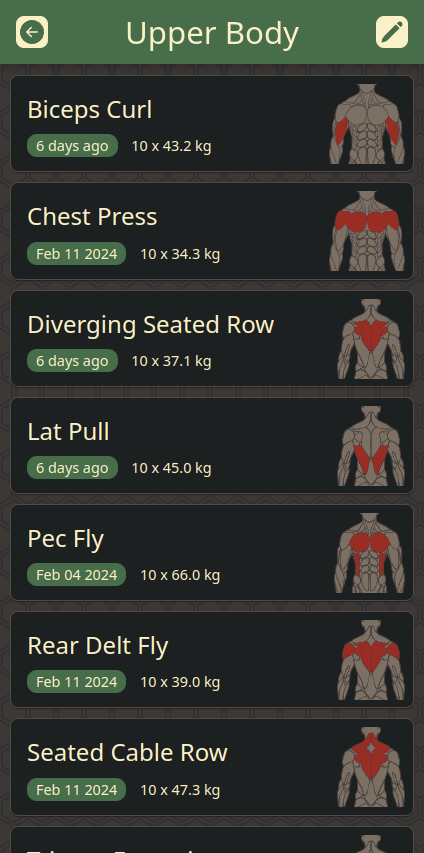 Upper Body
Biceps Curl
6 days ago 10 x 43.2 kg
Chest Press
Feb 11 2024 10 x 34.3 kg
Diverging Seated Row
6 days ago 10 x 37.1 kg
Lat Pull
6 days ago 10 x 45.0 kg
Pec Fly
Feb 04 2024 10 x 66.0 kg
Rear Delt Fly
Feb 11 2024 10 x 39.0 kg
Seated Cable Row
Feb 11 2024 10 x 47.3 kg